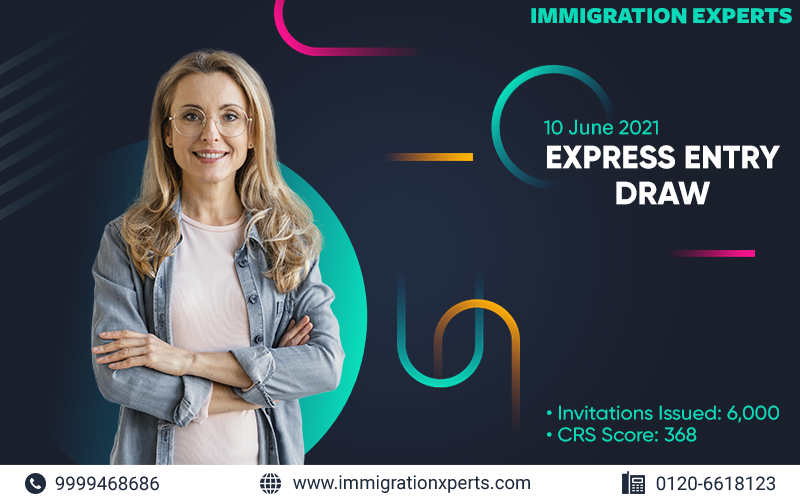 IMMIGRATION EXPERTS
10 June 2021
EXPRESS ENTRY
DRAW
• Invitations Issued: 6,000
• CRS Score: 368
9999468686
www.immigrationxperts.com
0120-6618123